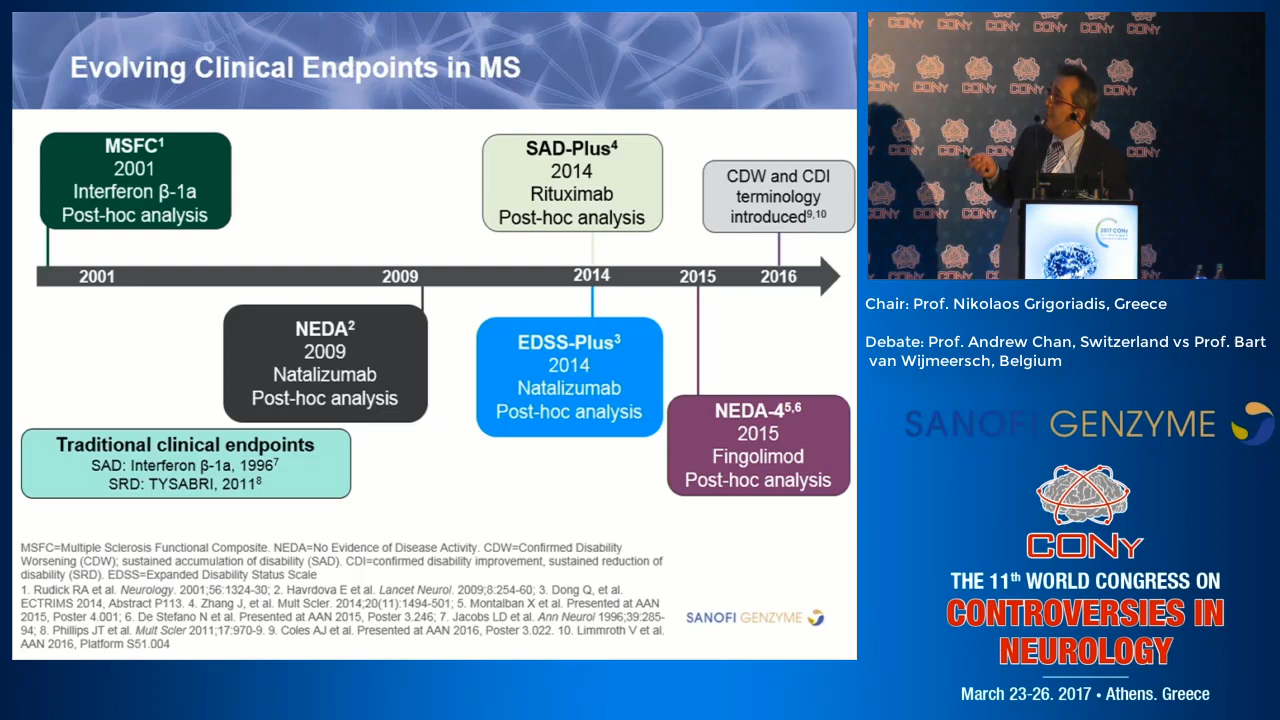 Evolving Clinical Endpoints in MS
MSFC¹
2001
Interferon β-1a
Post-hoc analysis
SAD-Plus⁴
2014
Rituximab
Post-hoc analysis
CDW and CDI
terminology
introduced⁹,¹⁰
2001
2009
2014
2015
2016
NEDA²
2009
Natalizumab
Post-hoc analysis
EDSS-Plus³
2014
Natalizumab
Post-hoc analysis
NEDA-4⁵,⁶
2015
Fingolimod
Post-hoc analysis
Traditional clinical endpoints
SAD: Interferon β-1a, 1996⁷
SRD: TYSABRI, 2011⁸
MSFC=Multiple Sclerosis Functional Composite. NEDA=No Evidence of Disease Activity. CDW=Confirmed Disability
Worsening (CDW); sustained accumulation of disability (SAD). CDI=confirmed disability improvement, sustained reduction of
disability (SRD). EDSS=Expanded Disability Status Scale
1. Rudick RA et al. Neurology. 2001;56:1324-30; 2. Havrdova E et al. Lancet Neurol. 2009;8:254-60; 3. Dong Q, et al.
ECTRIMS 2014, Abstract P113. 4. Zhang J, et al. Mult Scler. 2014;20(11):1494-501; 5. Montalban X et al. Presented at AAN
2015, Poster 4.001; 6. De Stefano N et al. Presented at AAN 2015, Poster 3.246; 7. Jacobs LD et al. Ann Neurol 1996;39:285-
94; 8. Phillips JT et al. Mult Scler 2011;17:970-9. 9. Coles AJ et al. Presented at AAN 2016, Poster 3.022. 10. Limmroth V et al.
AAN 2016, Platform S51.004
SANOFI GENZYME
CONy
CONy
CONy
CONy
2017 CONy
Chair: Prof. Nikolaos Grigoriadis, Greece
Debate: Prof. Andrew Chan, Switzerland vs Prof. Bart
van Wijmeersch, Belgium
SANOFI GENZYME
CONy
THE 11th WORLD CONGRESS ON
CONTROVERSIES IN
NEUROLOGY
March 23-26. 2017 • Athens. Greece